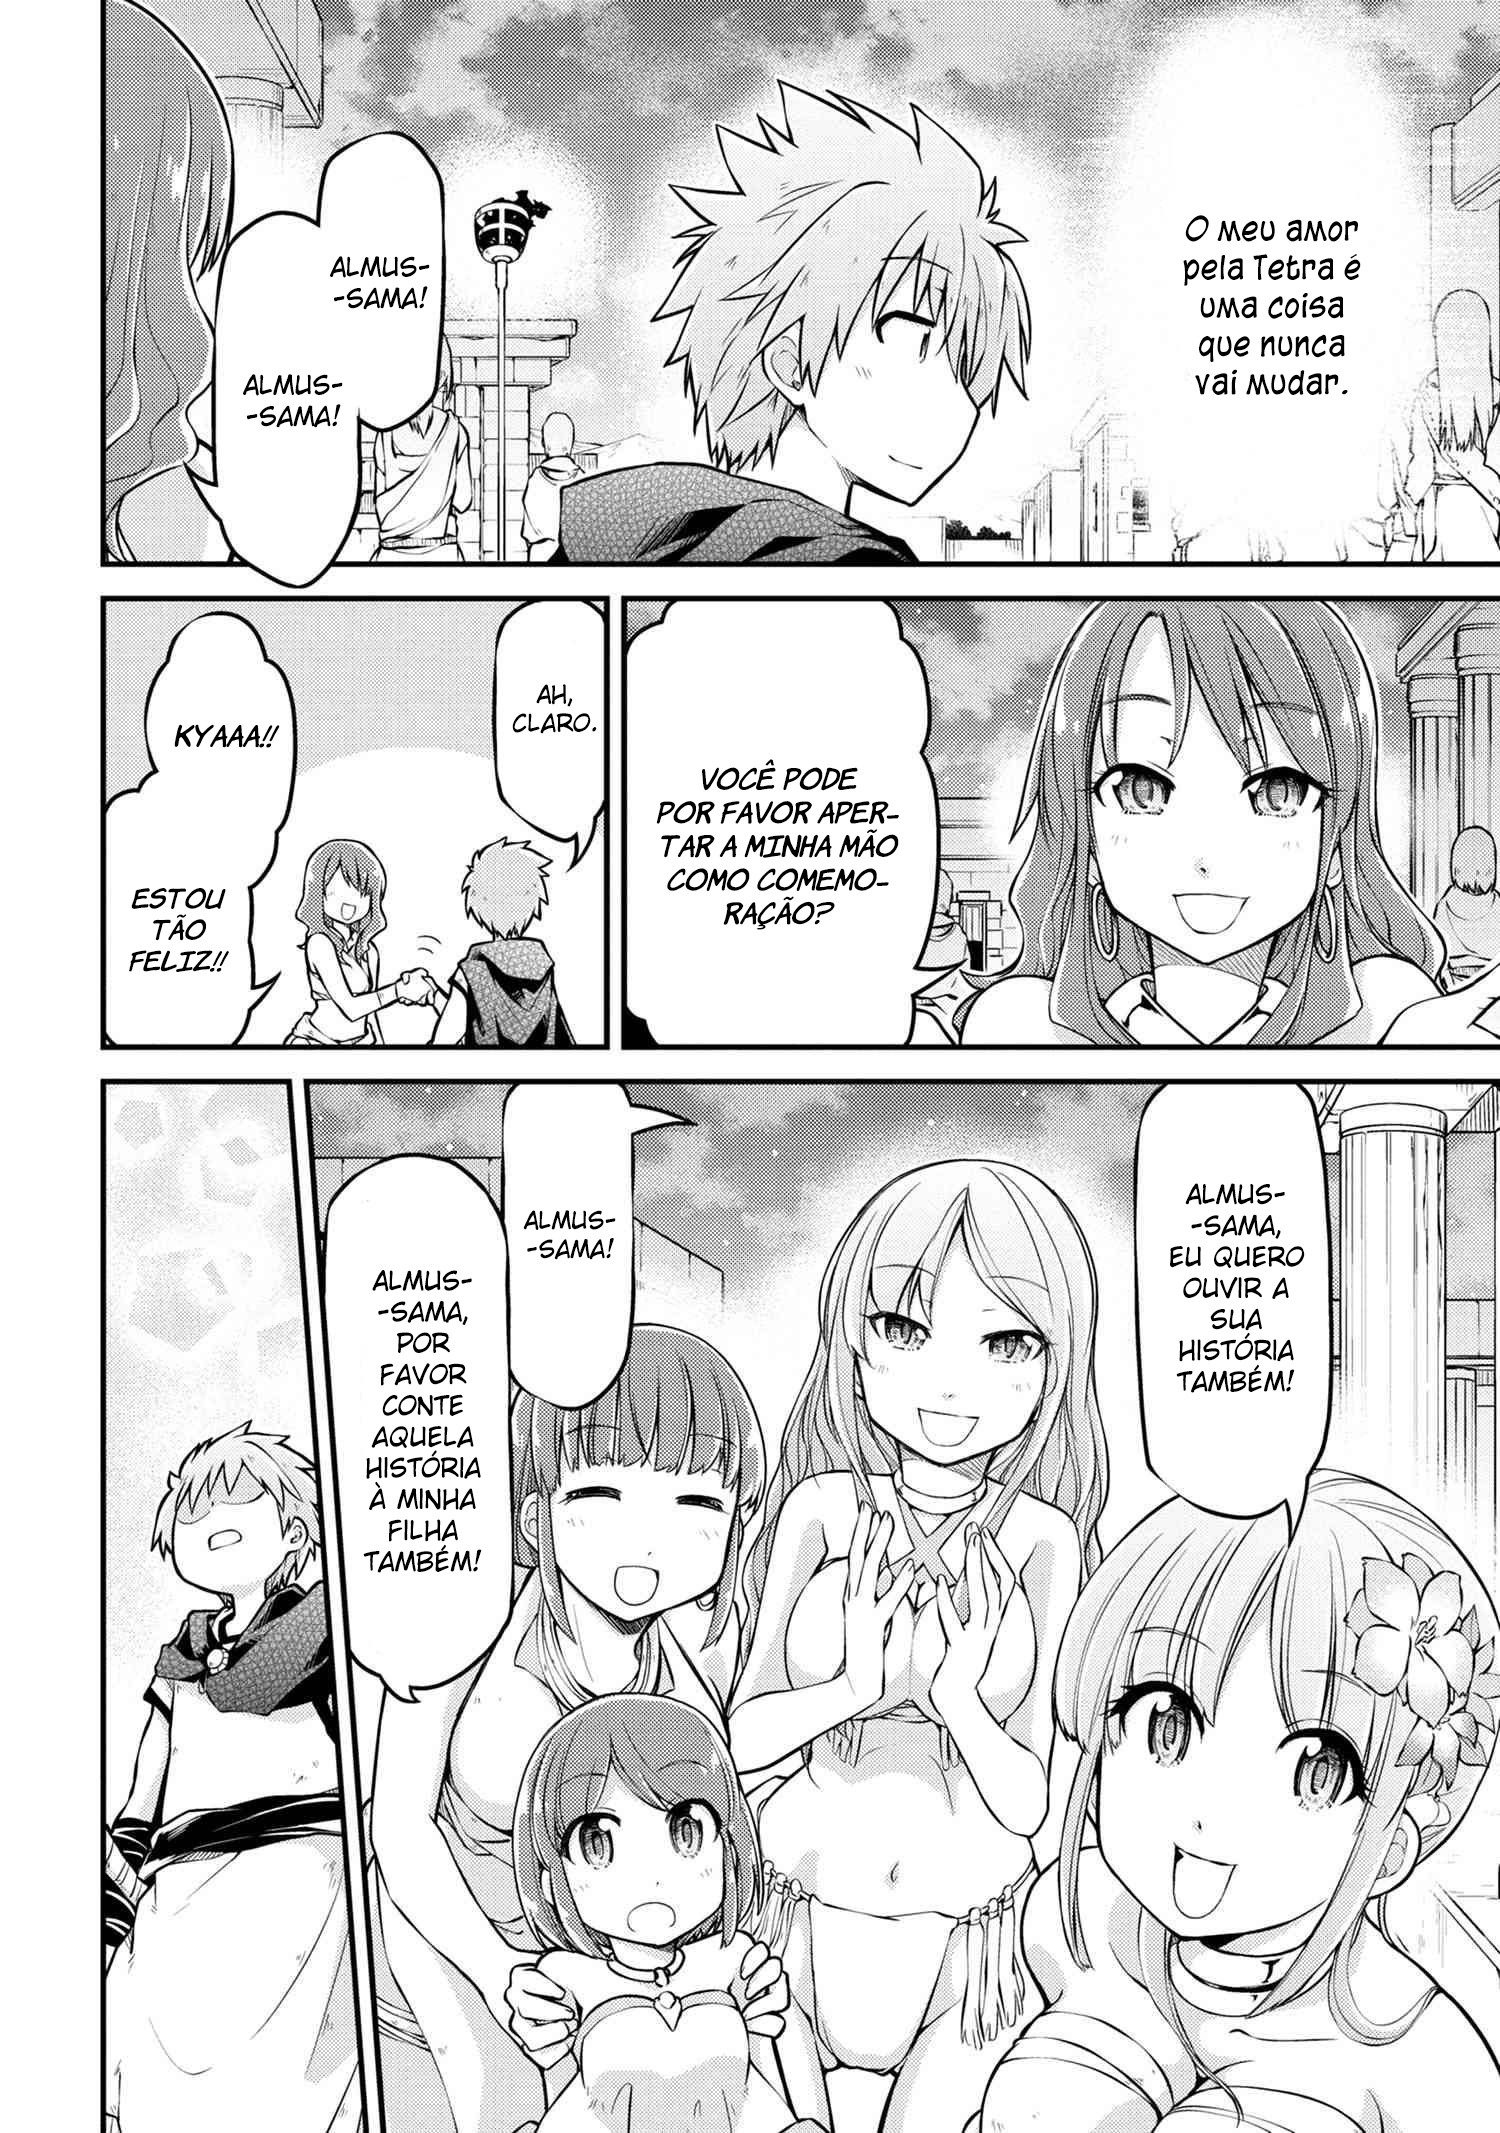 O meu amor
pela Tetra é
uma coisa
que nunca
vai mudar.
ALMUS-
-SAMA!
ALMUS-
-SAMA!
VOCÊ PODE
POR FAVOR APER-
TAR A MINHA MÃO
COMO COMEMO-
RAÇÃO?
AH,
CLARO.
KYAAA!!
ESTOU
TÃO
FELIZ!!
ALMUS-
-SAMA,
EU QUERO
OUVIR A
SUA
HISTÓRIA
TAMBÉM!
ALMUS-
-SAMA!
ALMUS-
-SAMA,
POR
FAVOR
CONTE
AQUELA
HISTÓRIA
À MINHA
FILHA
TAMBÉM!